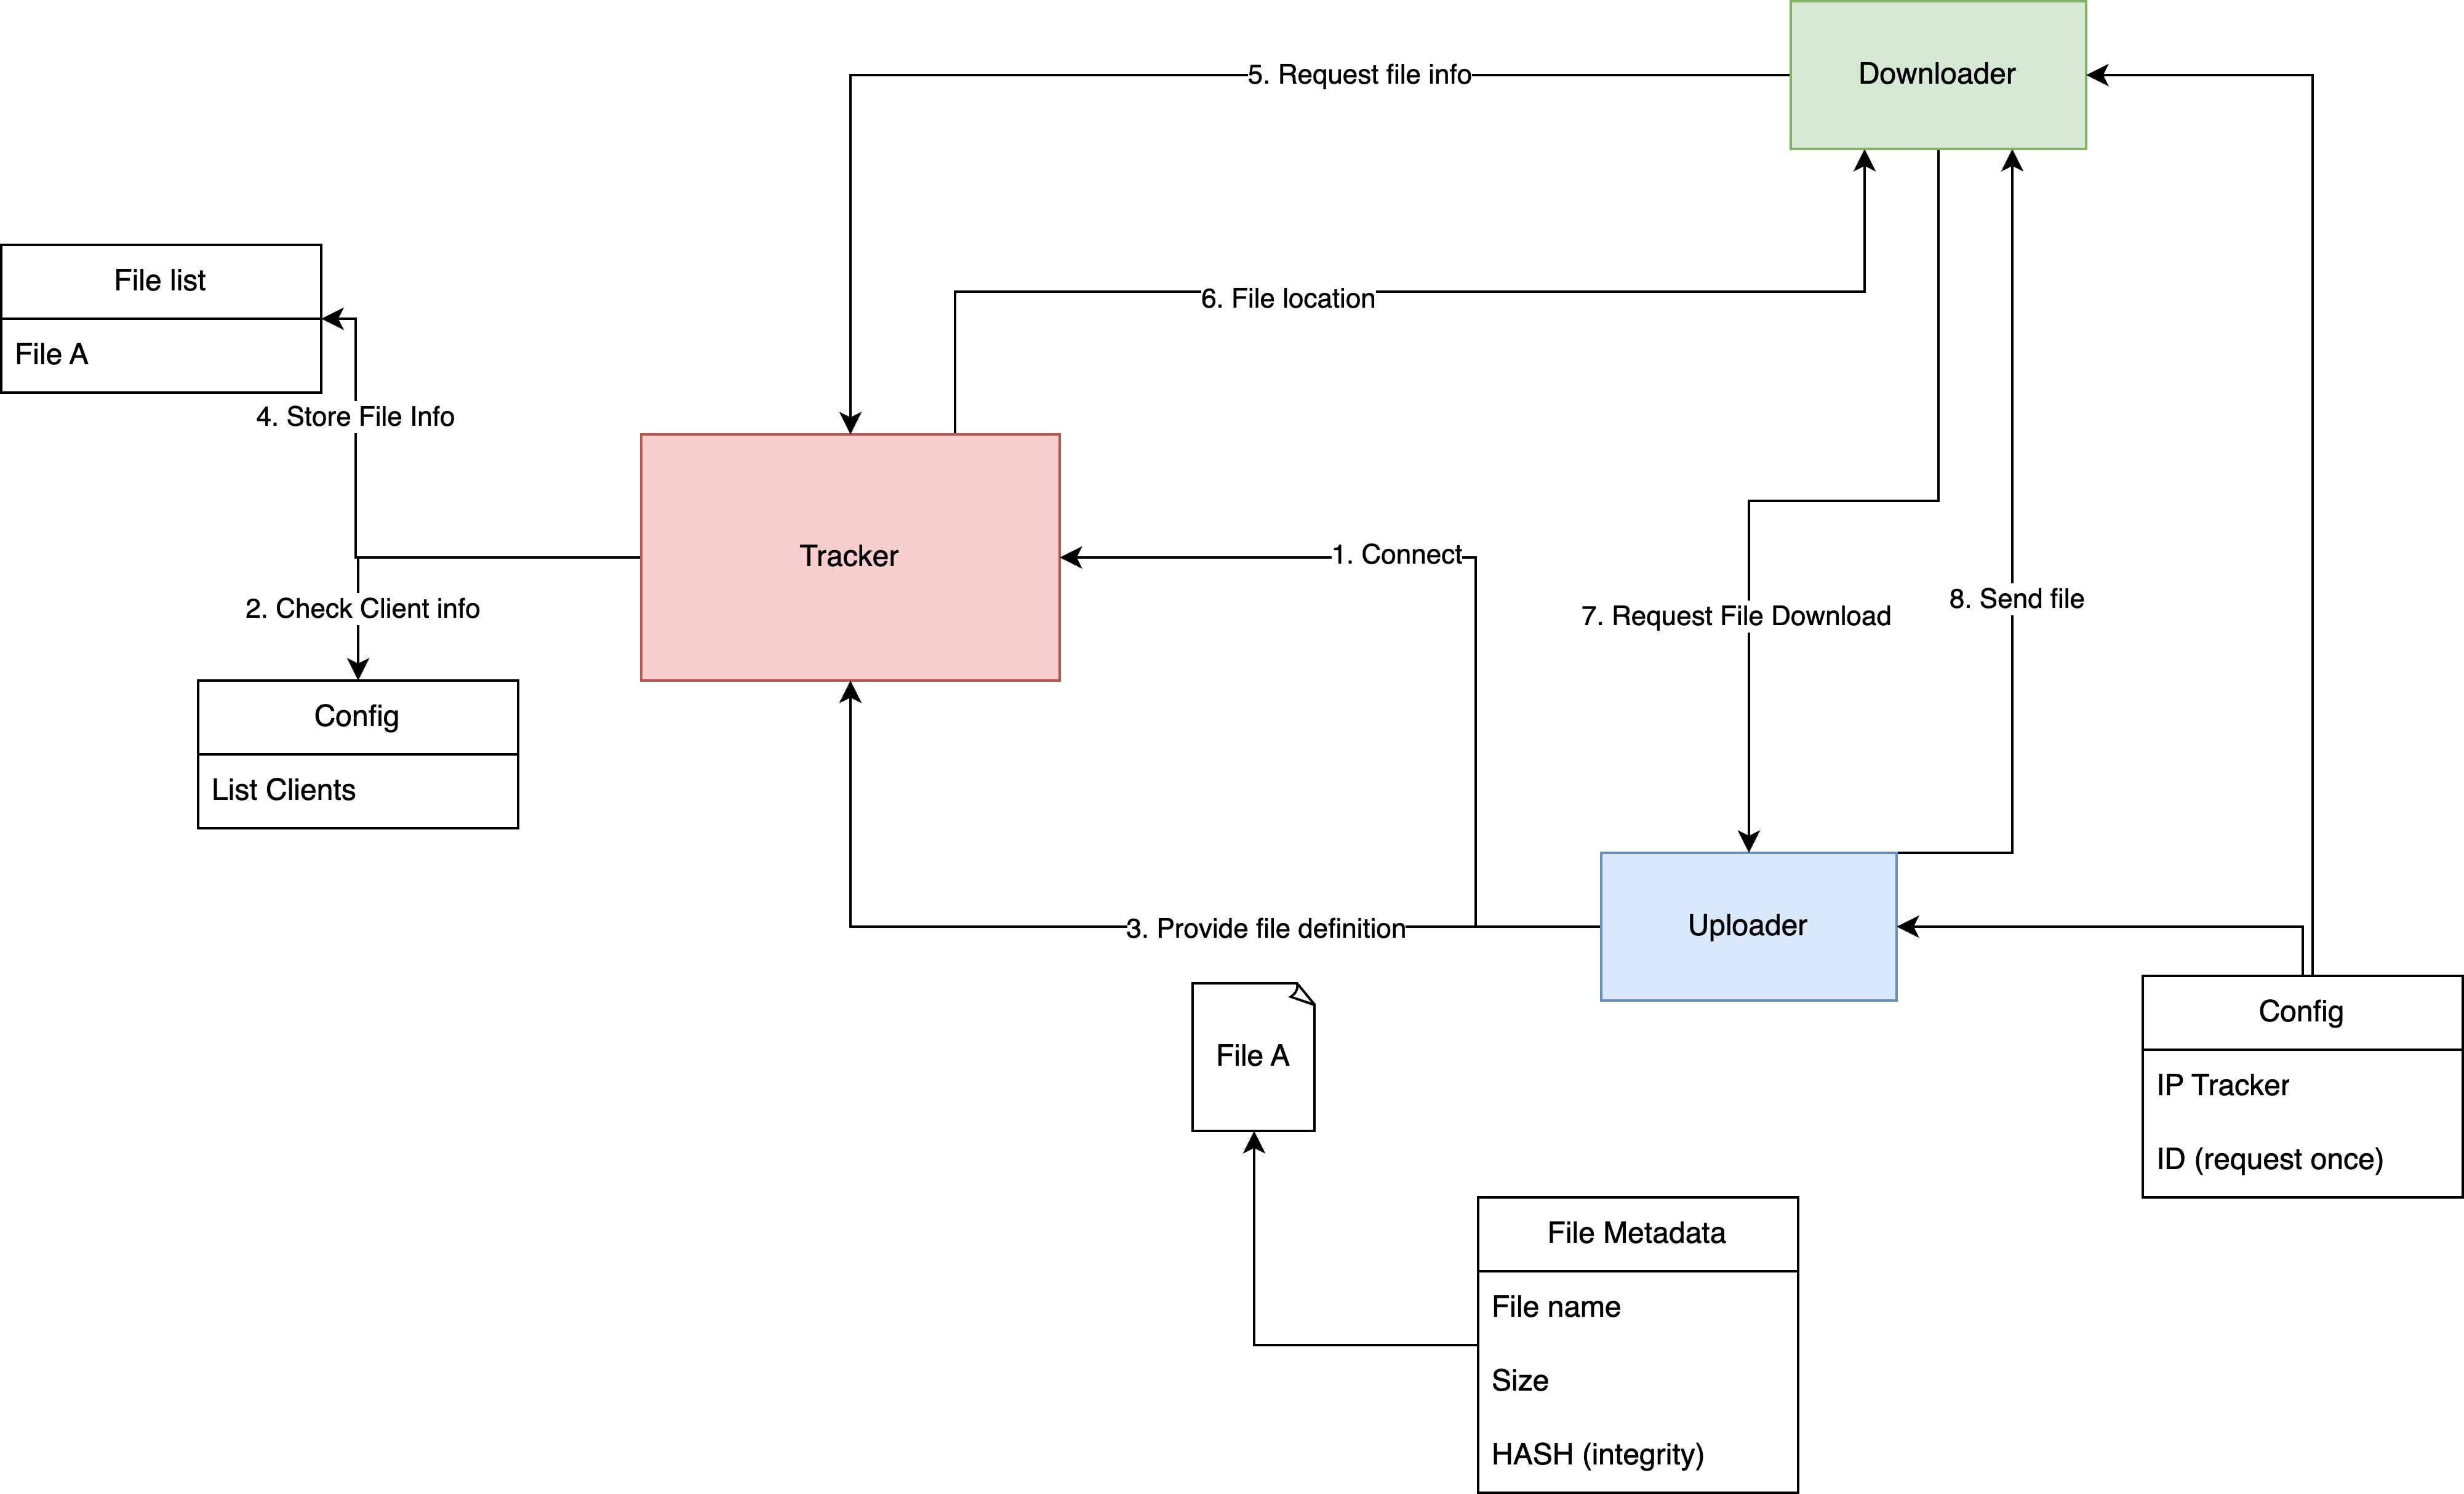 Downloader
5. Request file info
File list
6. File location
File A
4. Store File Info
Tracker
1. Connect
2. Check Client info
7. Request File Download
8. Send file
Config
List Clients
3. Provide file definition
Uploader
File A
Config
IP Tracker
ID (request once)
File Metadata
File name
Size
HASH (integrity)